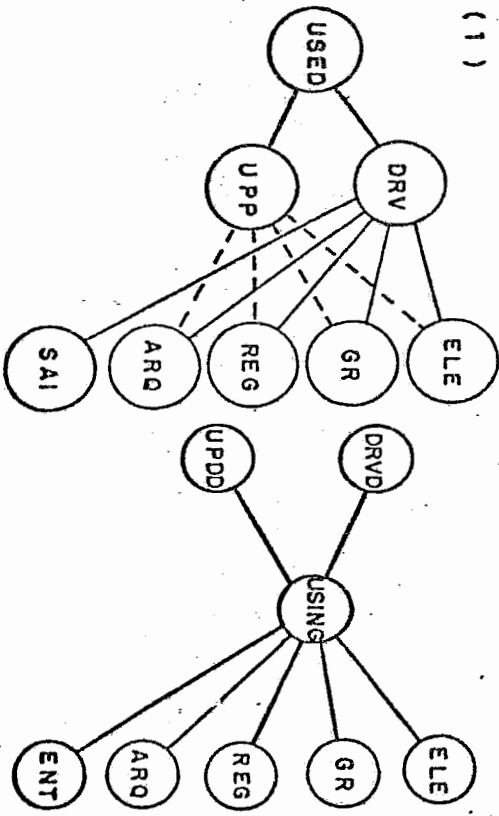 (1)
USED
UPP
DRV
SAI
ARQ
REG
GR
ELE
UPDD
DRVD
USING
ENT
ARQ
REG
GR
ELE